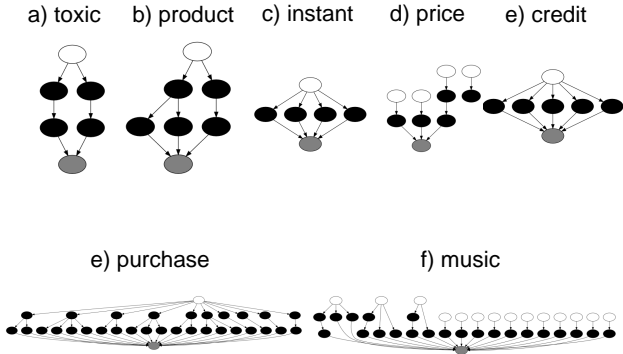 a) toxic
b) product
c) instant
d) price
e) credit
e) purchase
f) music